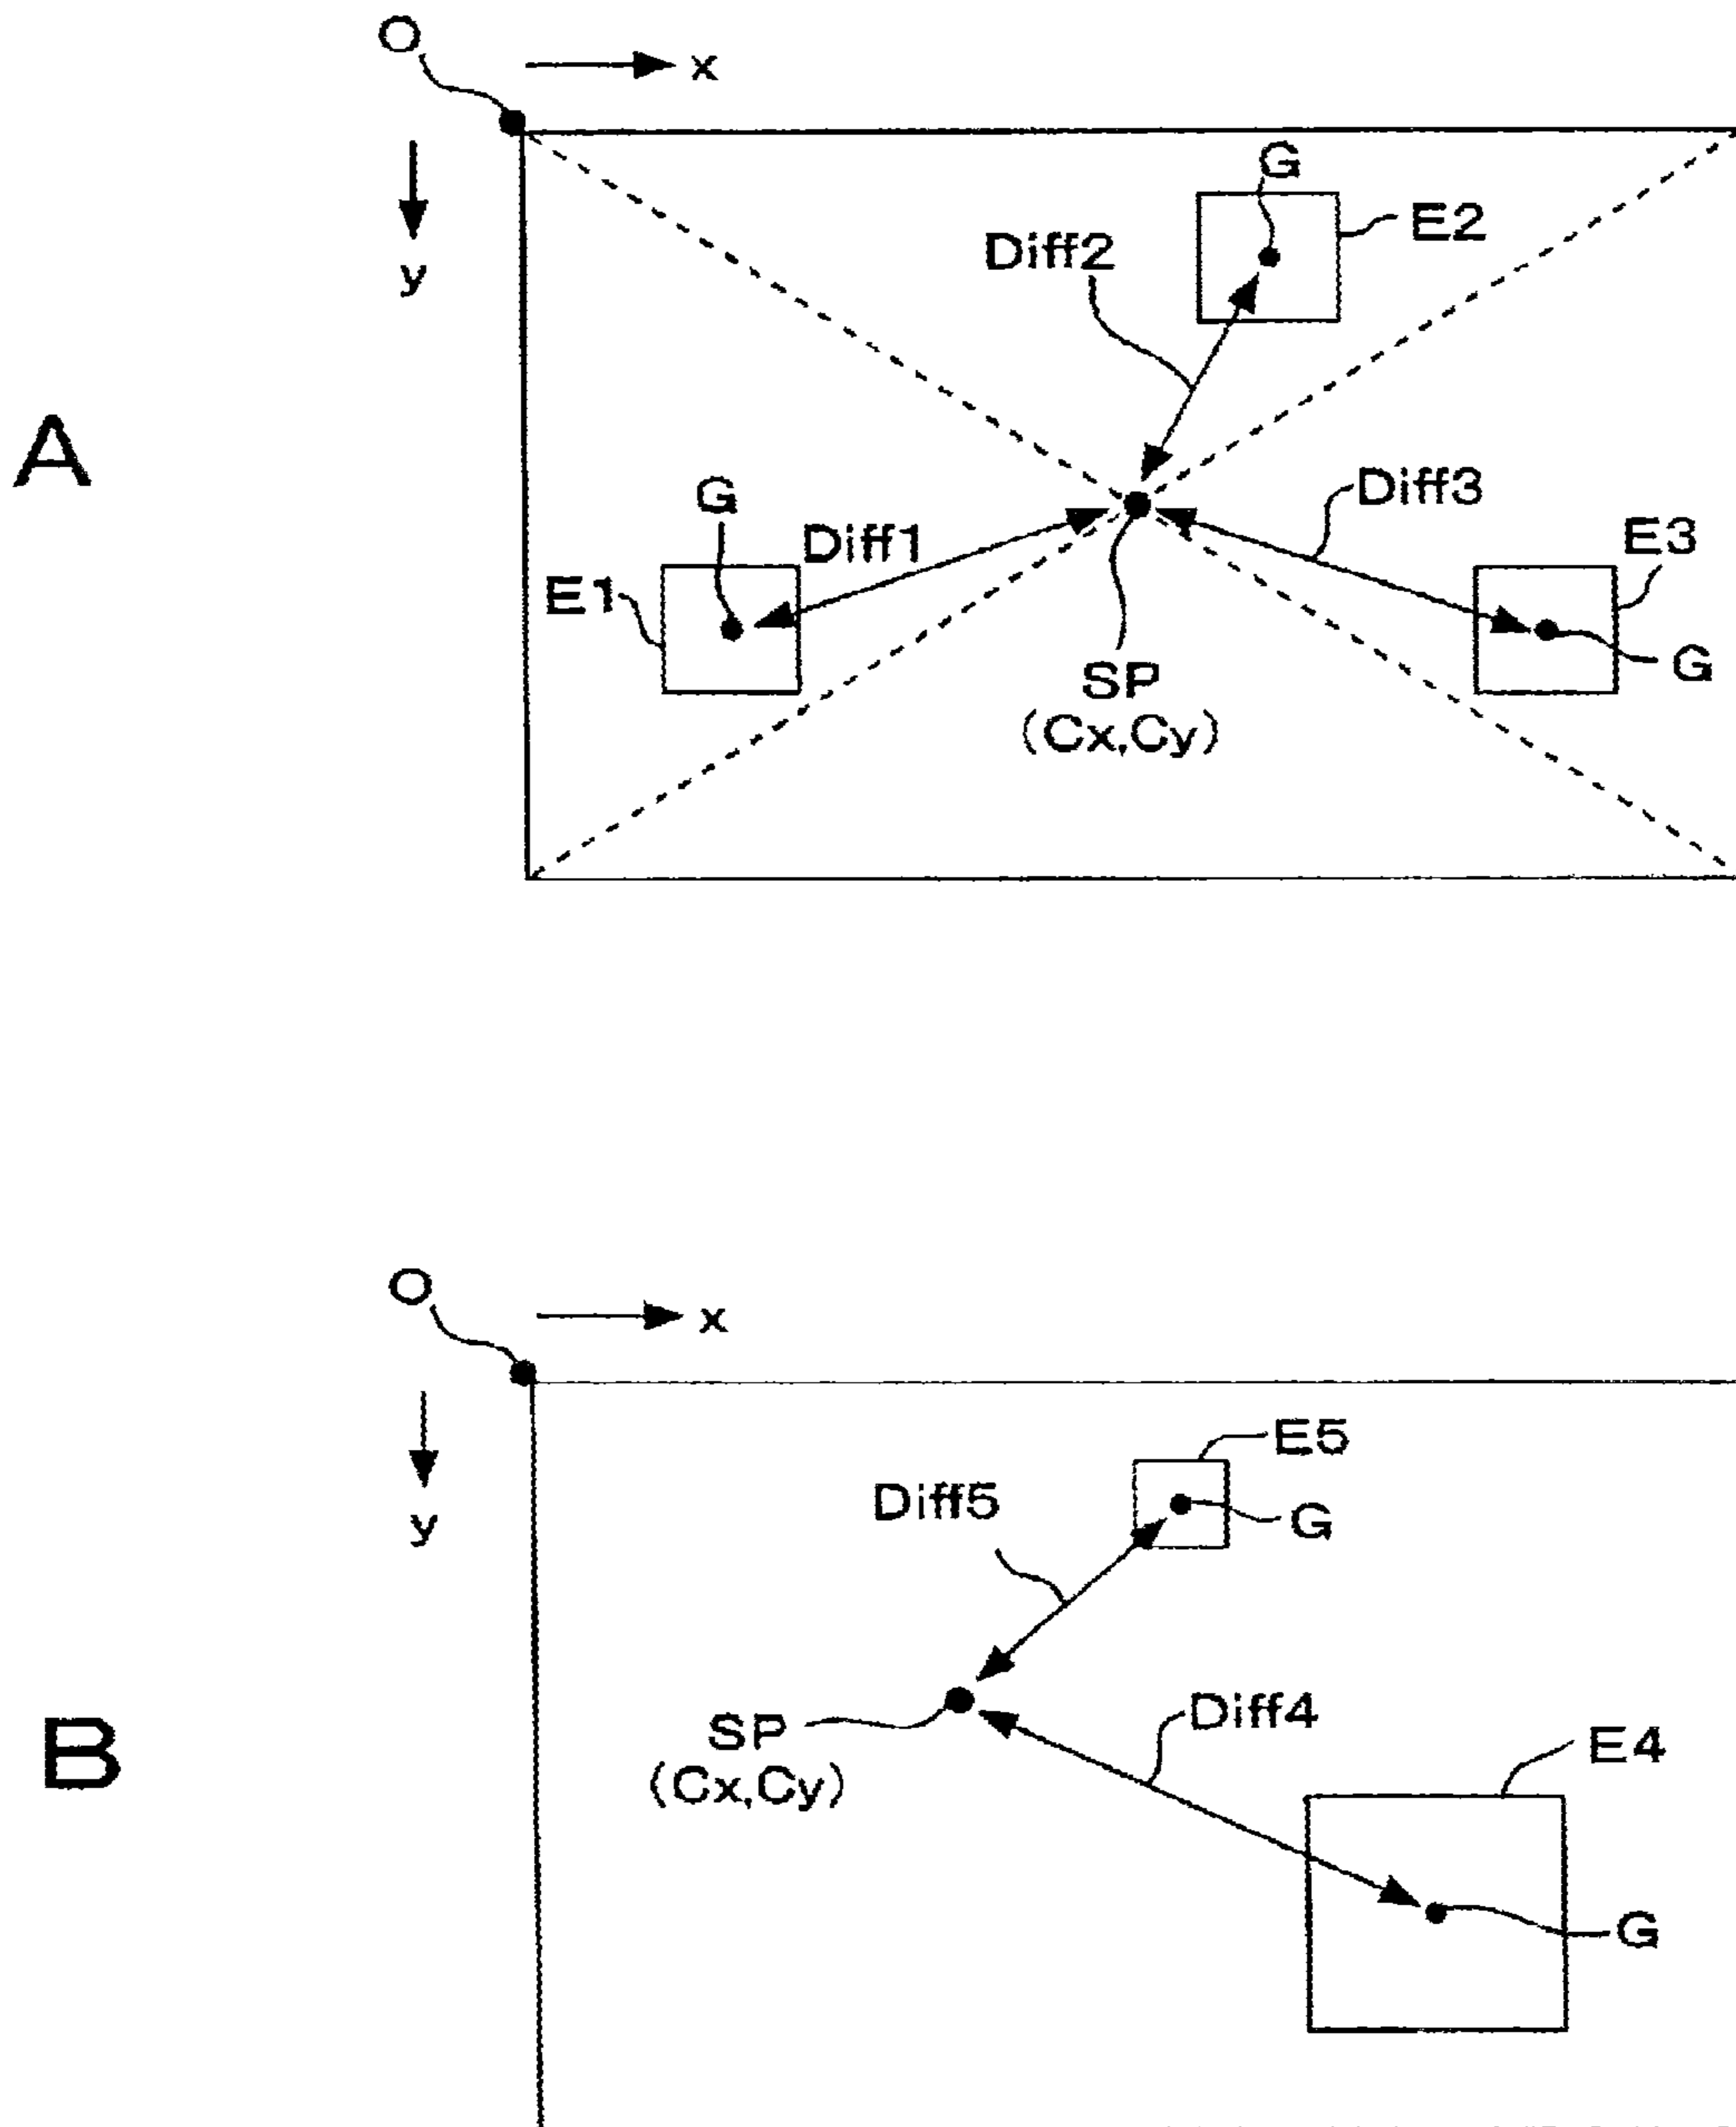 O
x
y
G
E2
Diff2
A
G
Diff3
Diff1
E3
E1
G
SP
(Cx,Cy)
O
x
y
E5
Diff5
G
Diff4
SP
(Cx,Cy)
E4
B
G